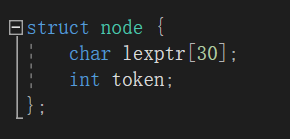 struct node {
char lexptr[30];
int token;
};